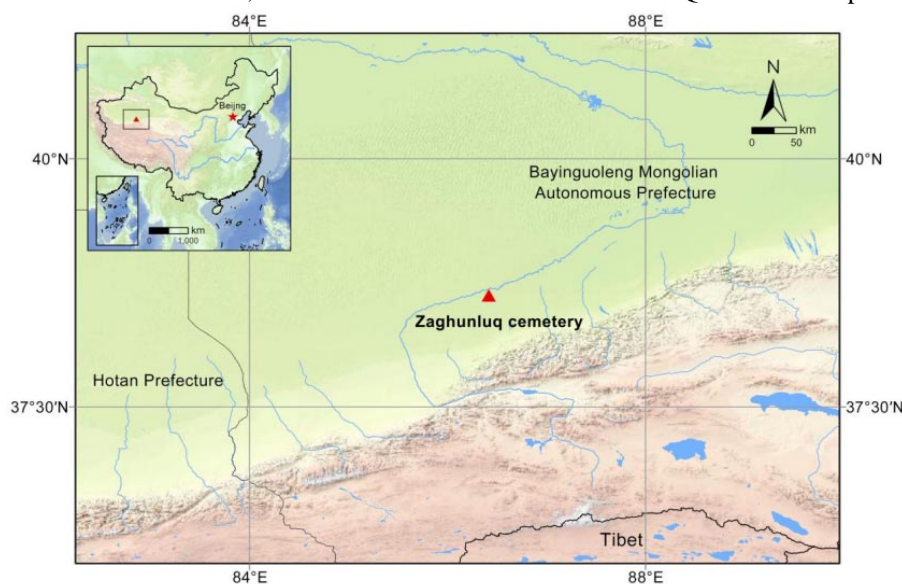 84°E
88°E
Beijng
km
0 1,000
N
km
0 50
40°N
40°N
Bayinguoleng Mongolian
Autonomous Prefecture
Zaghunluq cemetery
Hotan Prefecture
37°30'N
37°30'N
Tibet
84°E
88°E